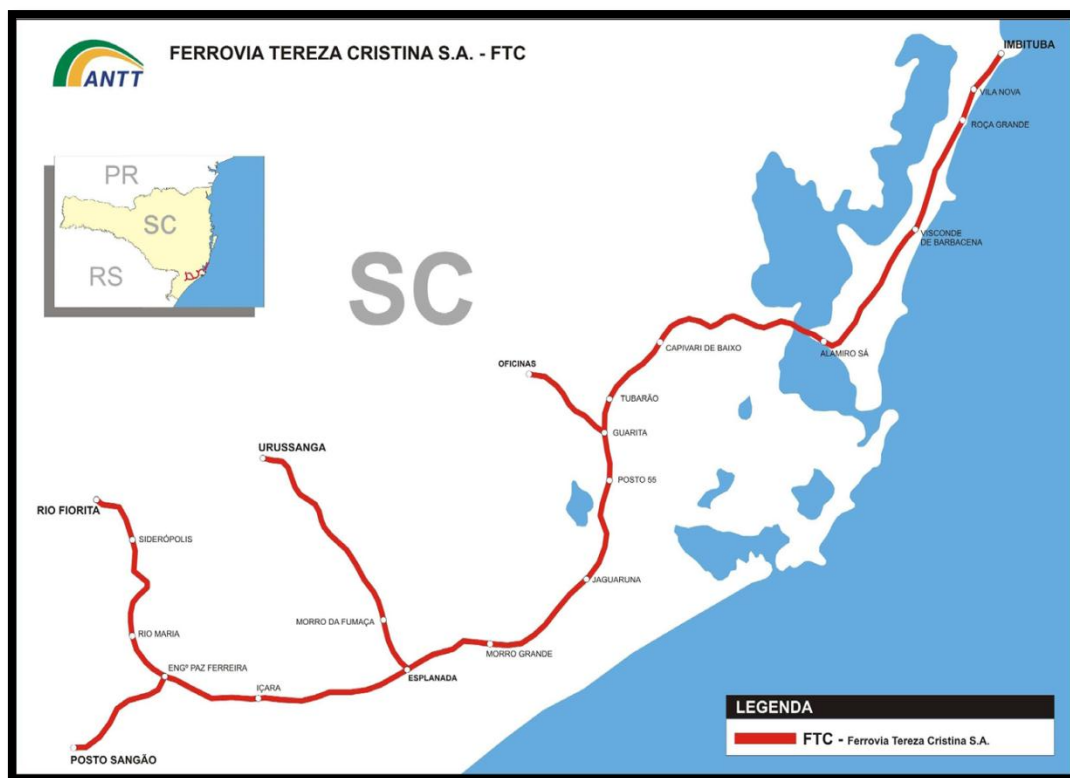 ANTT
FERROVIA TEREZA CRISTINA S.A. - FTC
IMBITUBA
VILA NOVA
ROÇA GRANDE
PR
SC
RS
SC
VISCONDE
DE BARBACENA
CAPIVARI DE BAIXO
ALAMIRO SÁ
OFICINAS
TUBARÃO
GUARITA
URUSSANGA
POSTO 55
RIO FIORITA
SIDERÓPOLIS
JAGUARUNA
MORRO DA FUMAÇA
RIO MARIA
MORRO GRANDE
ENGº PAZ FERREIRA
ESPLANADA
IÇARA
POSTO SANGÃO
LEGENDA
FTC - Ferrovia Tereza Cristina S.A.